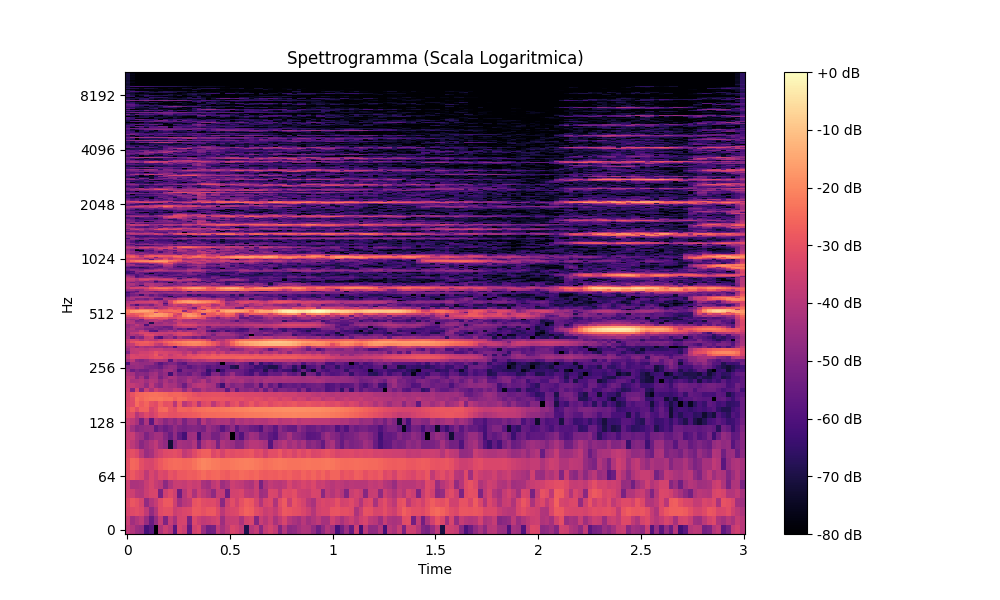 Spettrogramma (Scala Logaritmica)
Hz
8192
4096
2048
1024
512
256
128
64
0
0
0.5
1
1.5
2
2.5
3
Time
+0 dB
-10 dB
-20 dB
-30 dB
-40 dB
-50 dB
-60 dB
-70 dB
-80 dB